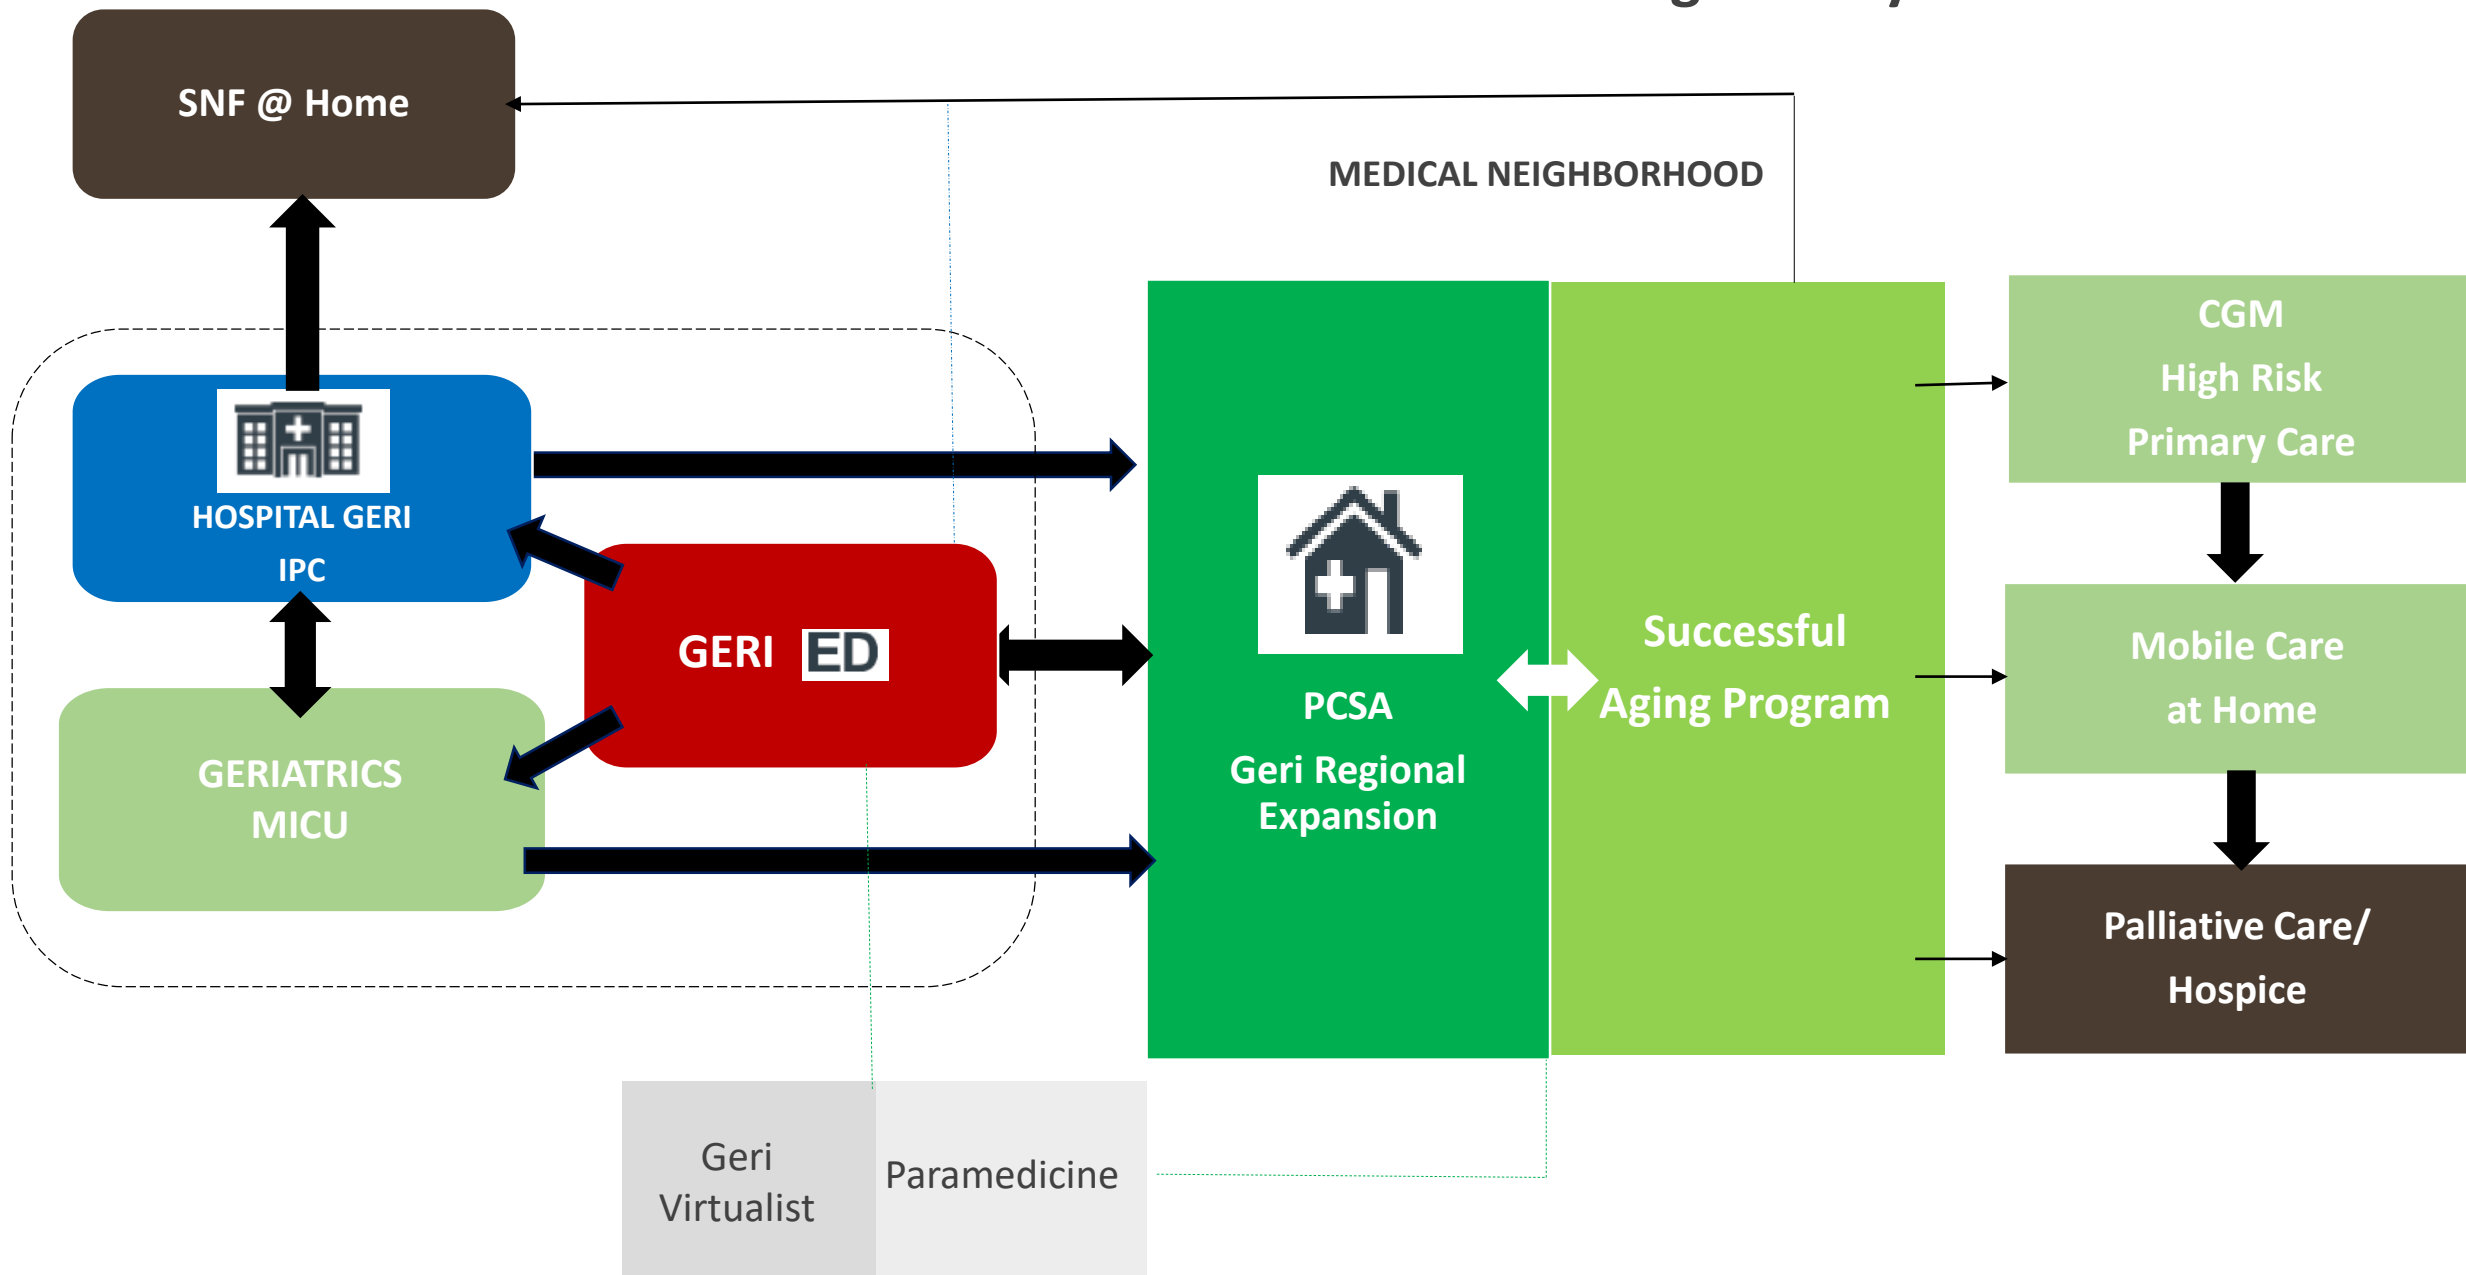 SNF @ Home
MEDICAL NEIGHBORHOOD
HOSPITAL GERI
IPC
GERI ED
GERIATRICS
MICU
PCSA
Geri Regional
Expansion
Successful
Aging Program
CGM
High Risk
Primary Care
Mobile Care
at Home
Palliative Care/
Hospice
Geri
Virtualist
Paramedicine